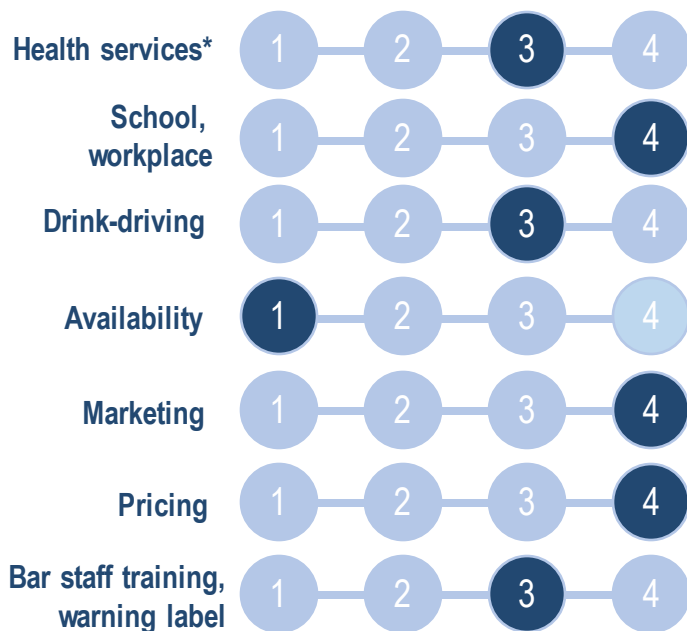 Health services* 1 2 3 4
School,
workplace 1 2 3 4
Drink-driving 1 2 3 4
Availability 1 2 3 4
Marketing 1 2 3 4
Pricing 1 2 3 4
Bar staff training,
warning label 1 2 3 4